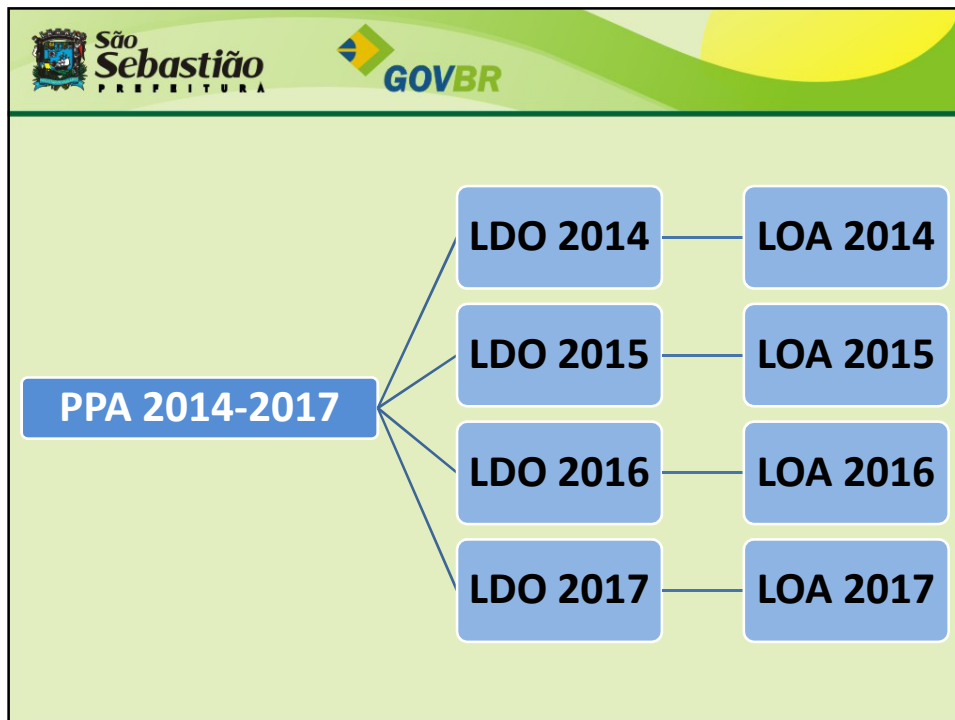 São
Sebastião
PREFEITURA
GOVBR
PPA 2014-2017
LDO 2014
LOA 2014
LDO 2015
LOA 2015
LDO 2016
LOA 2016
LDO 2017
LOA 2017